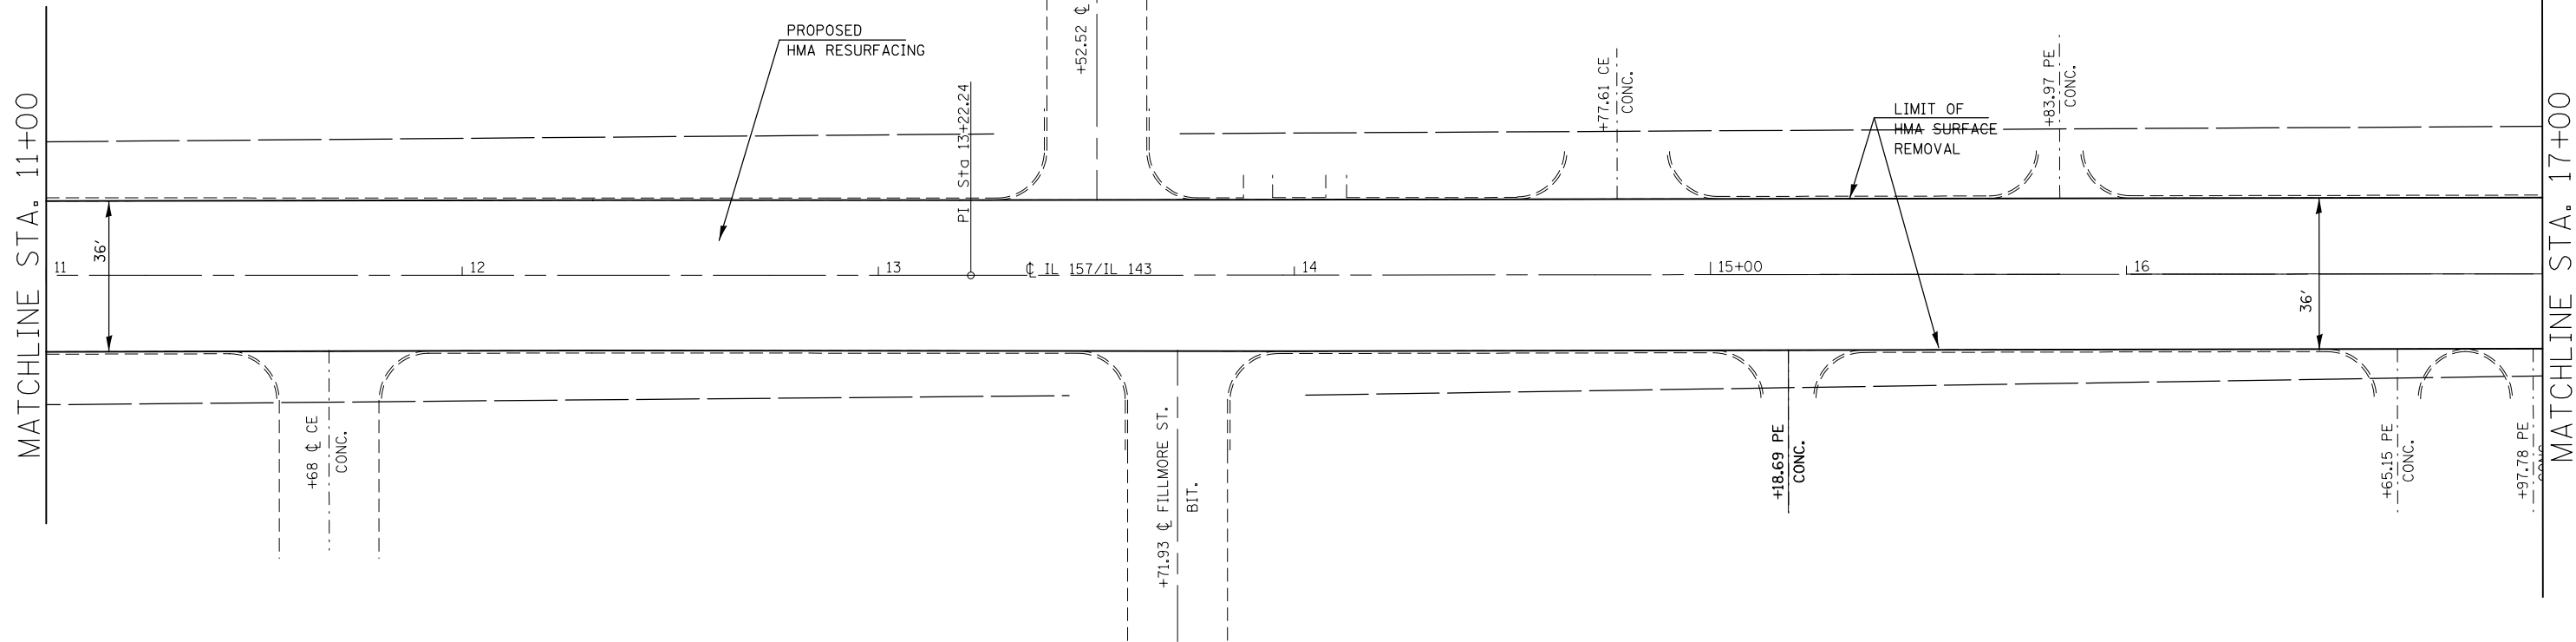 MATCHLINE STA. 11+00
PROPOSED
HMA RESURFACING
PI Sta 13+22.24
+52.52 ℄
+77.61 CE
CONC.
LIMIT OF
HMA SURFACE
REMOVAL
+83.97 PE
CONC.
MATCHLINE STA. 17+00
36'
11
12
13
℄ IL 157/IL 143
14
15+00
16
36'
+68 ℄ CE
CONC.
+71.93 ℄ FILLMORE ST.
BIT.
+18.69 PE
CONC.
+65.15 PE
CONC.
+97.78 PE